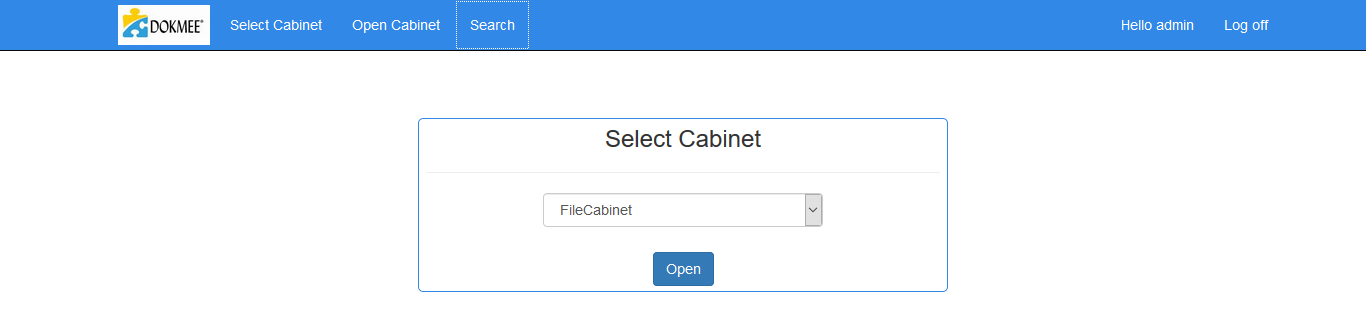 DOKMEE® Select Cabinet Open Cabinet Search Hello admin Log off
Select Cabinet
FileCabinet
Open